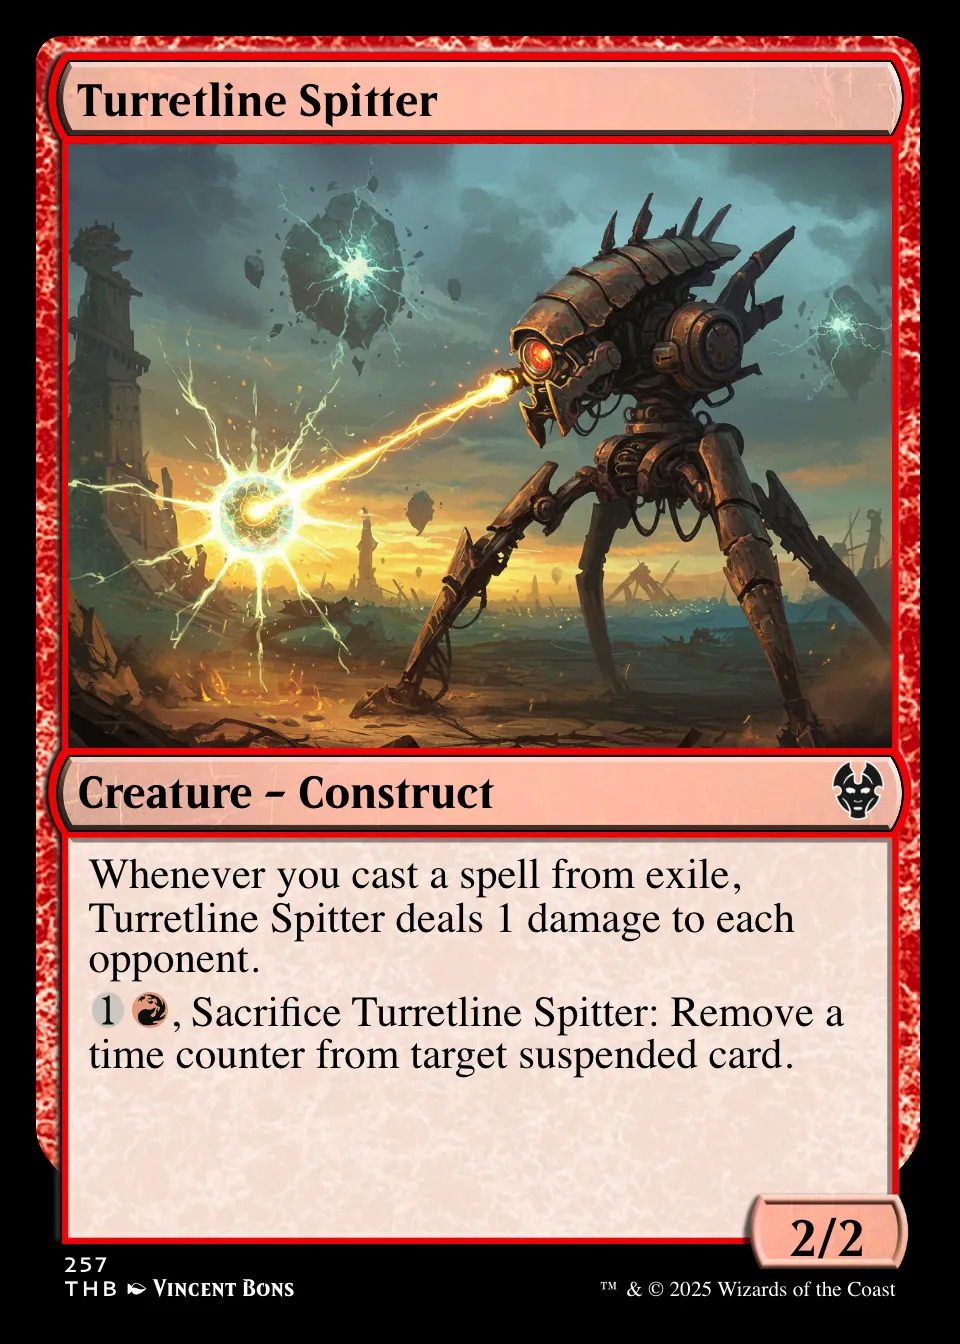 Turretline Spitter
Creature – Construct
Whenever you cast a spell from exile,
Turretline Spitter deals 1 damage to each
opponent.
1 , Sacrifice Turretline Spitter: Remove a
time counter from target suspended card.
2/2
257
THB Vincent Bons
™ & © 2025 Wizards of the Coast